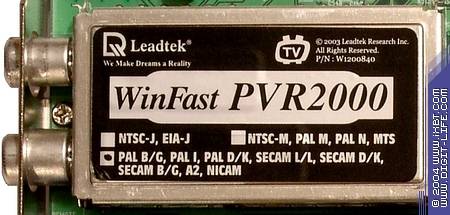 Leadtek®
We Make Dreams a Reality
TV
© 2003 Leadtek Research Inc.
All Rights Reserved.
P/N : W1200840
WinFast PVR2000
NTSC-J, EIA-J
NTSC-M, PAL M, PAL N, MTS
PAL B/G, PAL I, PAL D/K, SECAM L/L, SECAM D/K,
SECAM B/G, A2, NICAM
© 2004 www.iXBT.com
www.DIGIT-LIFE.com